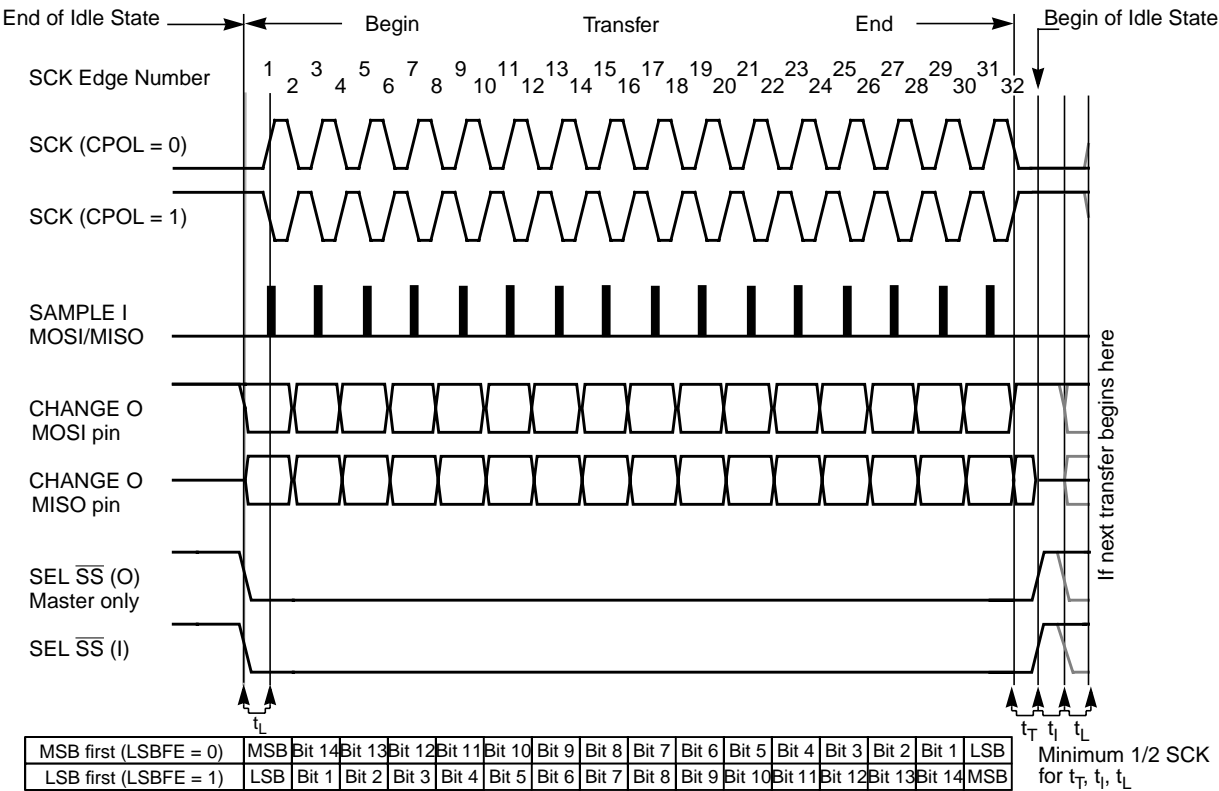 End of Idle State Begin Transfer End Begin of Idle State
SCK Edge Number 1 3 5 7 9 11 13 15 17 19 21 23 25 27 29 31
2 4 6 8 10 12 14 16 18 20 22 24 26 28 30 32
SCK (CPOL = 0)
SCK (CPOL = 1)
SAMPLE I
MOSI/MISO
CHANGE O
MOSI pin
CHANGE O
MISO pin
SEL SS (O)
Master only
SEL SS (I)
If next transfer begins here
tL tT tI tL
MSB first (LSBFE = 0) MSB Bit 14 Bit 13 Bit 12 Bit 11 Bit 10 Bit 9 Bit 8 Bit 7 Bit 6 Bit 5 Bit 4 Bit 3 Bit 2 Bit 1 LSB
LSB first (LSBFE = 1) LSB Bit 1 Bit 2 Bit 3 Bit 4 Bit 5 Bit 6 Bit 7 Bit 8 Bit 9 Bit 10 Bit 11 Bit 12 Bit 13 Bit 14 MSB
Minimum 1/2 SCK
for tT, tI, tL